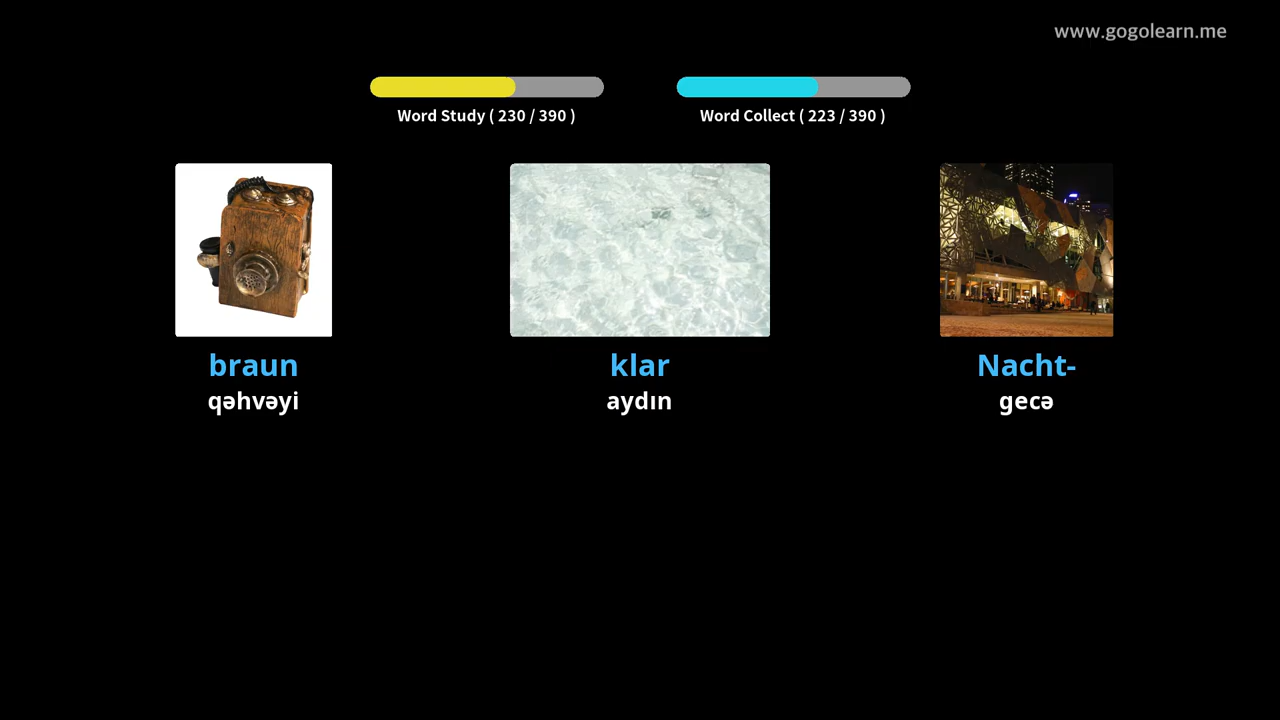 www.gogolearn.me
Word Study ( 230 / 390 )
Word Collect ( 223 / 390 )
braun
qəhvəyi
klar
aydın
Nacht-
gecə